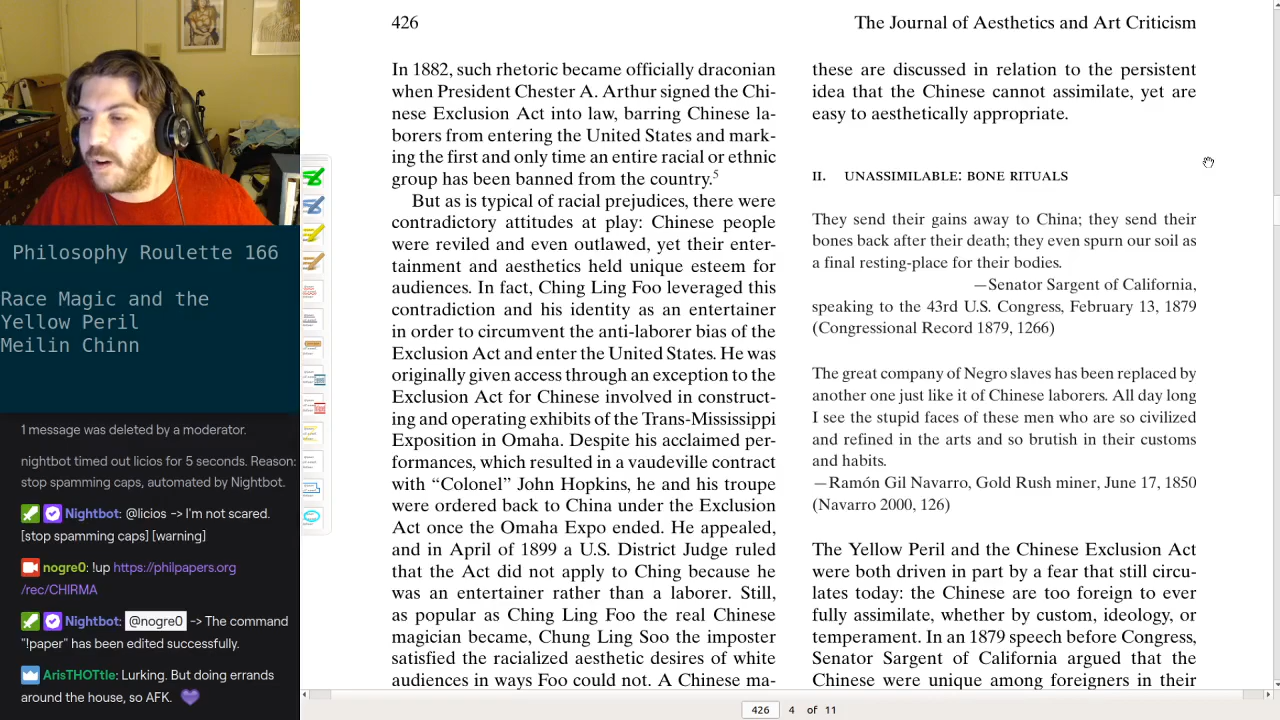 426
The Journal of Aesthetics and Art Criticism
In 1882, such rhetoric became officially draconian
when President Chester A. Arthur signed the Chi-
nese Exclusion Act into law, barring Chinese la-
borers from entering the United States and mark-
ing the first and only time an entire racial or ethnic
group has been banned from the country.5
But as is typical of racial prejudices, there were
contradictory attitudes at play: Chinese people
were reviled and even outlawed, yet their enter-
tainment and aesthetics held unique esteem for
audiences. In fact, Ching Ling Foo leveraged this
contradiction and his celebrity to take legal action
in order to circumvent the anti-laborer bias of the
Exclusion Act and enter the United States. He was
originally given access through an exception to the
Exclusion Act for Chinese involved in construct-
ing and operating exhibits of the Trans-Mississippi
Exposition in Omaha. Despite his acclaimed per-
formances, which resulted in a vaudeville contract
with “Colonel” John Hopkins, he and his troupe
were ordered back to China under the Exclusion
Act once the Omaha Expo ended. He appealed,
and in April of 1899 a U.S. District Judge ruled
that the Act did not apply to Ching because he
was an entertainer rather than a laborer. Still,
as popular as Ching Ling Foo the real Chinese
magician became, Chung Ling Soo the imposter
satisfied the racialized aesthetic desires of white
audiences in ways Foo could not. A Chinese ma-
these are discussed in relation to the persistent
idea that the Chinese cannot assimilate, yet are
easy to aesthetically appropriate.
II. UNASSIMILABLE: BONE RITUALS
They send their gains away to China; they send their
bones back after their death; they even spurn our soil as
a final resting-place for their bodies.
—Senator Sargent of California,
speaking to the 43rd U.S. Congress, February 13, 1879
(Congressional Record 1879, 1266)
The great company of Negro slaves has been replaced by
another one just like it of Chinese laborers. All day long
I see the stupid faces of these men who are so civilized
and refined in the arts and so brutish in their customs
and habits.
—Ramón Gil Navarro, Gold Rush miner, June 17, 1850
(Navarro 2000, 126)
The Yellow Peril and the Chinese Exclusion Act
were both driven in part by a fear that still circu-
lates today: the Chinese are too foreign to ever
fully assimilate, whether by custom, ideology, or
temperament. In an 1879 speech before Congress,
Senator Sargent of California argued that the
Chinese were unique among foreigners in their
Philosophy Roulette 166
Race Magic and the
Yellow Peril
Meilin Chinn
1 message was deleted by a moderator.
nightbot timed out licios for 5 seconds. Reason:
stop spamming caps, automated by Nightbot.
Nightbot: @licios -> I'm not scared.
[stop spamming caps] [warning]
nogre0: !up https://philpapers.org
/rec/CHIRMA
Nightbot: @nogre0 -> The command
"!paper" has been edited successfully.
ArisTHOTtle: Lurking. But doing errands
around the house, so AFK.
426 4 of 11